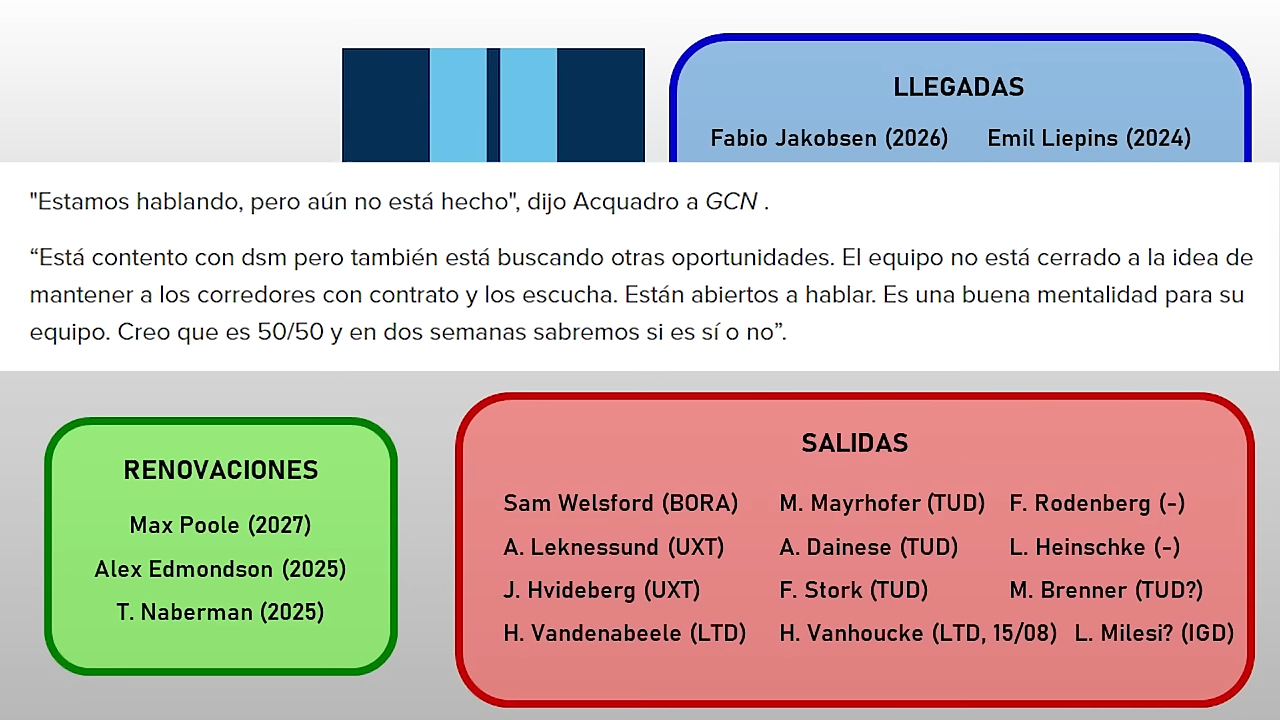 LLEGADAS
Fabio Jakobsen (2026) Emil Liepins (2024)
"Estamos hablando, pero aún no está hecho", dijo Acquadro a GCN .
“Está contento con dsm pero también está buscando otras oportunidades. El equipo no está cerrado a la idea de
mantener a los corredores con contrato y los escucha. Están abiertos a hablar. Es una buena mentalidad para su
equipo. Creo que es 50/50 y en dos semanas sabremos si es sí o no”.
RENOVACIONES
Max Poole (2027)
Alex Edmondson (2025)
T. Naberman (2025)
SALIDAS
Sam Welsford (BORA) M. Mayrhofer (TUD) F. Rodenberg (-)
A. Leknessund (UXT) A. Dainese (TUD) L. Heinschke (-)
J. Hvideberg (UXT) F. Stork (TUD) M. Brenner (TUD?)
H. Vandenabeele (LTD) H. Vanhoucke (LTD, 15/08) L. Milesi? (IGD)